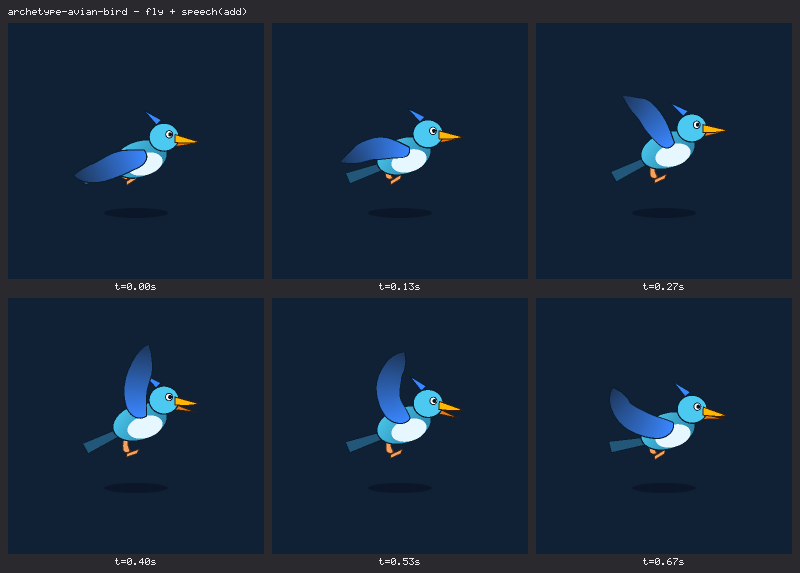 archetype-avian-bird - fly + speech(add)
t=0.00s
t=0.13s
t=0.27s
t=0.40s
t=0.53s
t=0.67s